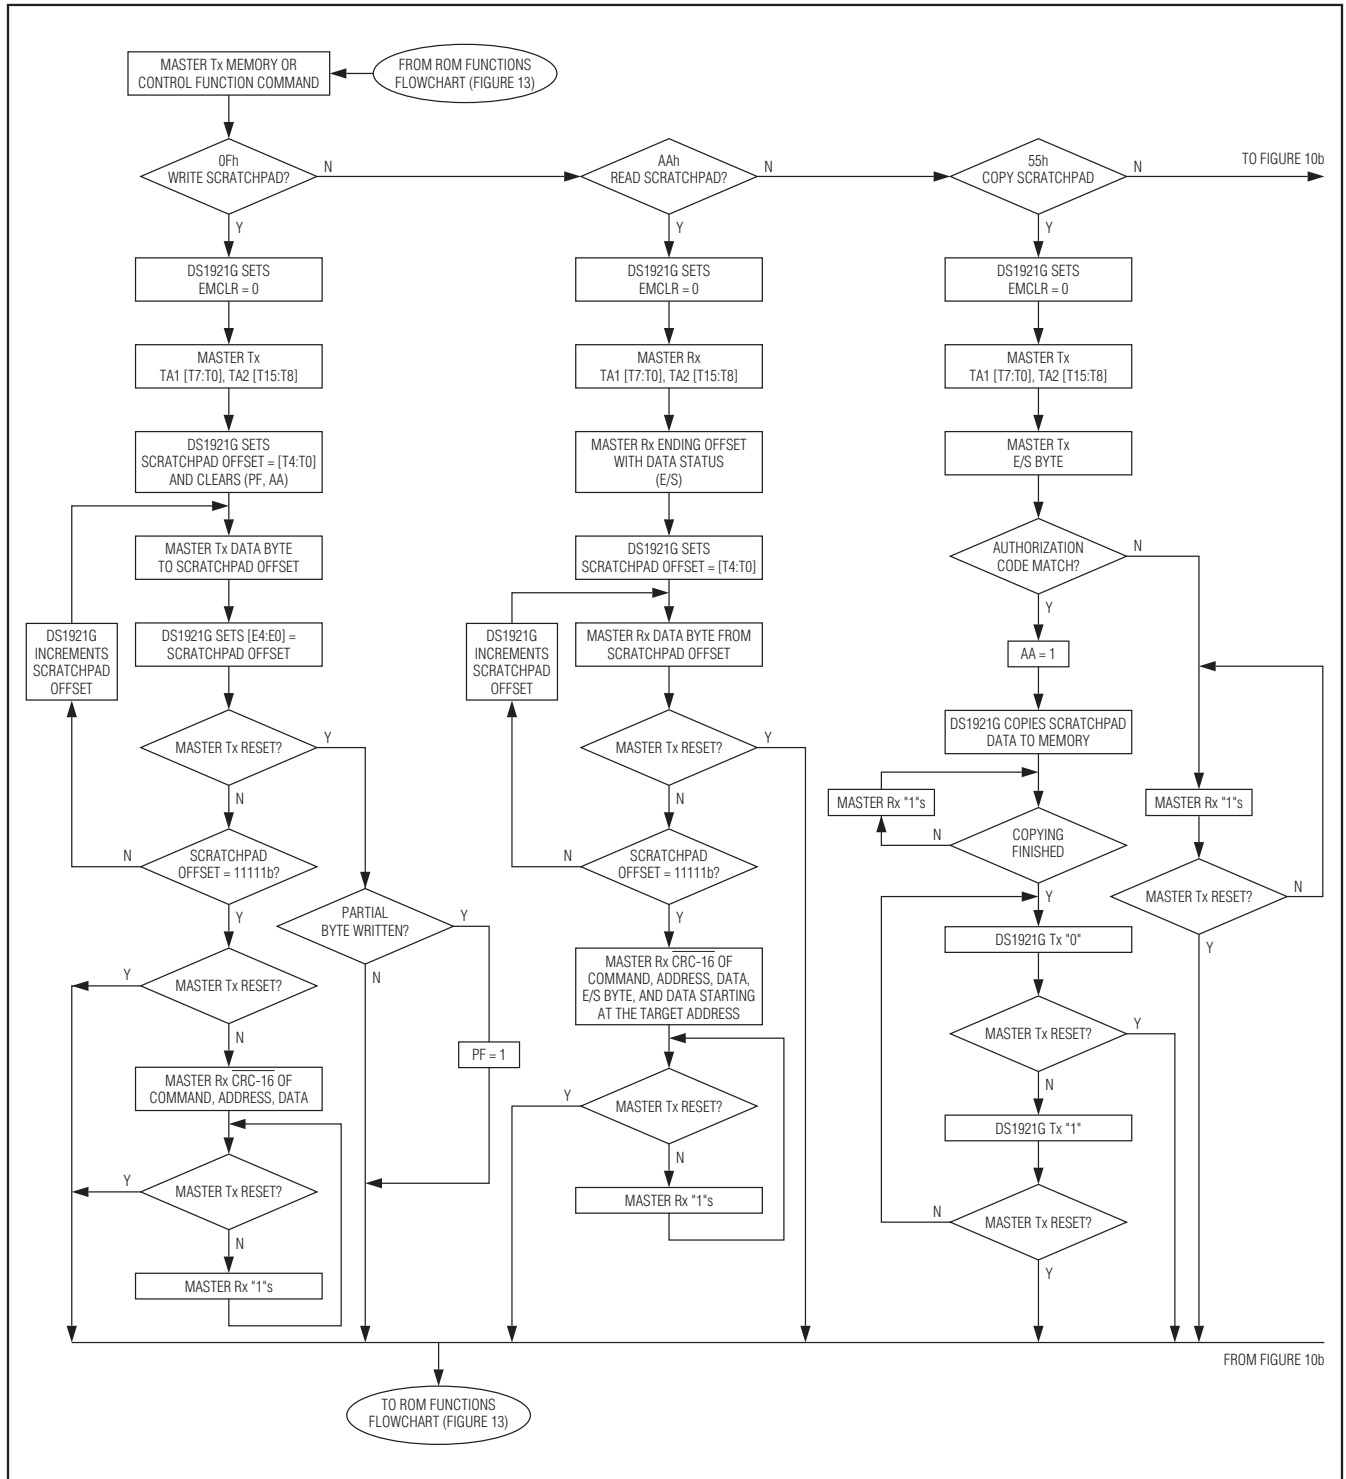 MASTER Tx MEMORY OR
CONTROL FUNCTION COMMAND
FROM ROM FUNCTIONS
FLOWCHART (FIGURE 13)
0Fh
WRITE SCRATCHPAD?
N
Y
DS1921G SETS
EMCLR = 0
MASTER Tx
TA1 [T7:T0], TA2 [T15:T8]
DS1921G SETS
SCRATCHPAD OFFSET = [T4:T0]
AND CLEARS (PF, AA)
MASTER Tx DATA BYTE
TO SCRATCHPAD OFFSET
DS1921G
INCREMENTS
SCRATCHPAD
OFFSET
DS1921G SETS [E4:E0] =
SCRATCHPAD OFFSET
MASTER Tx RESET?
Y
N
SCRATCHPAD
OFFSET = 11111b?
N
Y
PARTIAL
BYTE WRITTEN?
Y
N
PF = 1
MASTER Tx RESET?
Y
N
MASTER Rx CRC-16 OF
COMMAND, ADDRESS, DATA
MASTER Tx RESET?
Y
N
MASTER Rx "1"s
AAh
READ SCRATCHPAD?
N
Y
DS1921G SETS
EMCLR = 0
MASTER Rx
TA1 [T7:T0], TA2 [T15:T8]
MASTER Rx ENDING OFFSET
WITH DATA STATUS
(E/S)
DS1921G SETS
SCRATCHPAD OFFSET = [T4:T0]
DS1921G
INCREMENTS
SCRATCHPAD
OFFSET
MASTER Rx DATA BYTE FROM
SCRATCHPAD OFFSET
MASTER Tx RESET?
Y
N
SCRATCHPAD
OFFSET = 11111b?
N
Y
MASTER Rx CRC-16 OF
COMMAND, ADDRESS, DATA,
E/S BYTE, AND DATA STARTING
AT THE TARGET ADDRESS
MASTER Tx RESET?
Y
N
MASTER Rx "1"s
55h
COPY SCRATCHPAD
N
TO FIGURE 10b
Y
DS1921G SETS
EMCLR = 0
MASTER Tx
TA1 [T7:T0], TA2 [T15:T8]
MASTER Tx
E/S BYTE
AUTHORIZATION
CODE MATCH?
N
Y
AA = 1
DS1921G COPIES SCRATCHPAD
DATA TO MEMORY
MASTER Rx "1"s
COPYING
FINISHED
N
Y
DS1921G Tx "0"
MASTER Tx RESET?
Y
N
DS1921G Tx "1"
MASTER Tx RESET?
N
Y
MASTER Rx "1"s
MASTER Tx RESET?
N
Y
FROM FIGURE 10b
TO ROM FUNCTIONS
FLOWCHART (FIGURE 13)